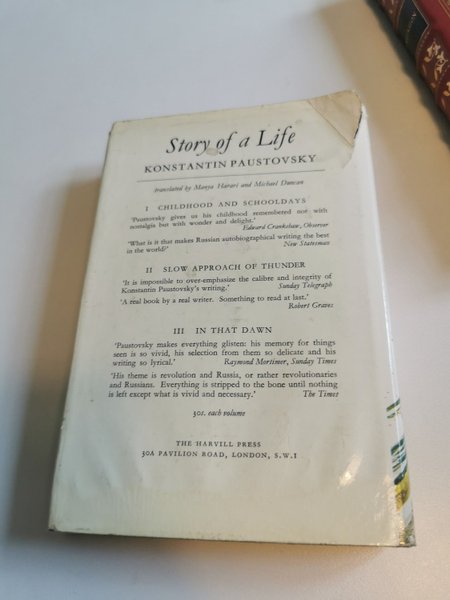 Story of a Life
KONSTANTIN PAUSTOVSKY
translated by Manya Harari and Michael Duncan
I CHILDHOOD AND SCHOOLDAYS
'Paustovsky gives us his childhood remembered not with
nostalgia but with wonder and delight.'
Edward Crankshaw, Observer
'What is it that makes Russian autobiographical writing the best
in the world?' New Statesman
II SLOW APPROACH OF THUNDER
'It is impossible to over-emphasize the calibre and integrity of
Konstantin Paustovsky's writing.' Sunday Telegraph
'A real book by a real writer. Something to read at last.'
Robert Graves
III IN THAT DAWN
'Paustovsky makes everything glisten: his memory for things
seen is so vivid, his selection from them so delicate and his
writing so lyrical.' Raymond Mortimer, Sunday Times
'His theme is revolution and Russia, or rather revolutionaries
and Russians. Everything is stripped to the bone until nothing
is left except what is vivid and necessary.' The Times
30s. each volume
THE HARVILL PRESS
30A PAVILION ROAD, LONDON, S.W.I